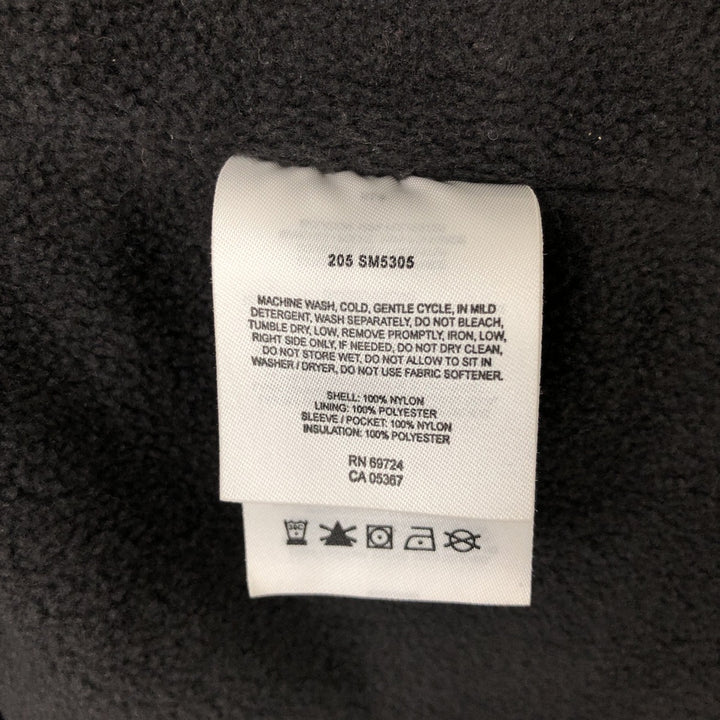 205 SM5305
MACHINE WASH, COLD, GENTLE CYCLE, IN MILD
DETERGENT, WASH SEPARATELY, DO NOT BLEACH,
TUMBLE DRY, LOW, REMOVE PROMPTLY, IRON, LOW,
RIGHT SIDE ONLY, IF NEEDED, DO NOT DRY CLEAN,
DO NOT STORE WET, DO NOT ALLOW TO SIT IN
WASHER / DRYER, DO NOT USE FABRIC SOFTENER.
SHELL: 100% NYLON
LINING: 100% POLYESTER
SLEEVE / POCKET: 100% NYLON
INSULATION: 100% POLYESTER
RN 69724
CA 05367